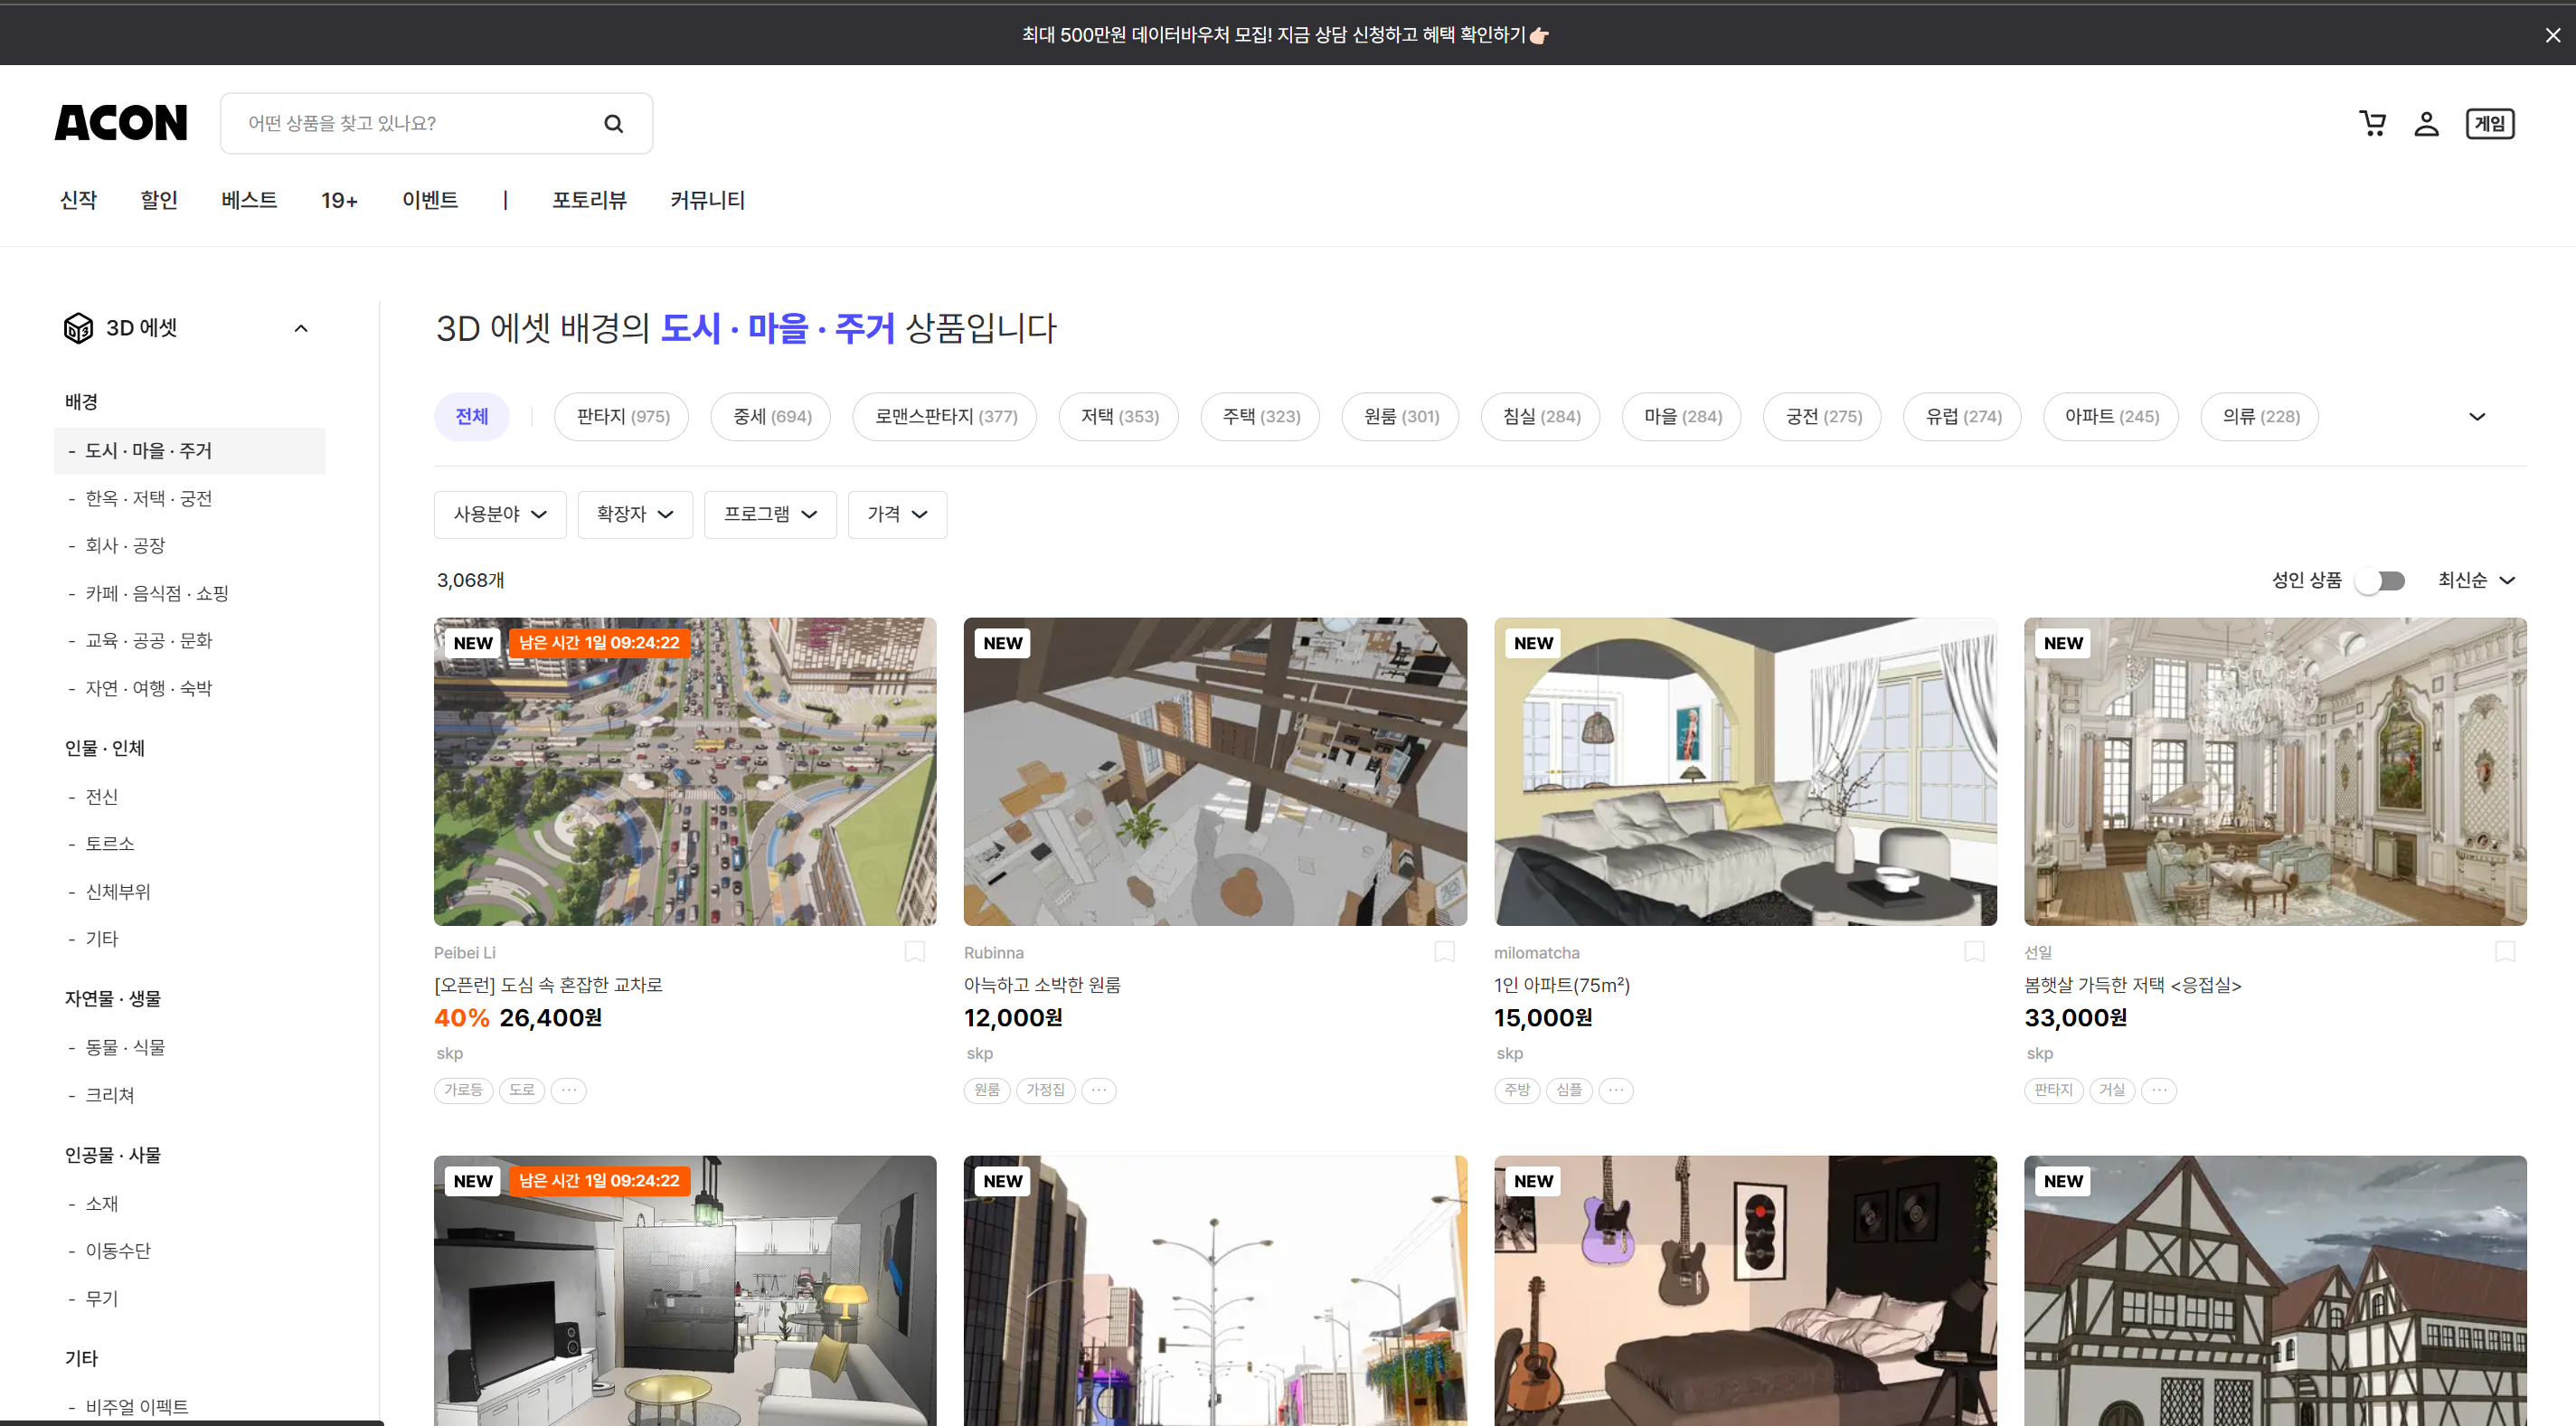 최대 500만원 데이터바우처 모집! 지금 상담 신청하고 혜택 확인하기👉🏻
ACON
어떤 상품을 찾고 있나요?
게임
신작 할인 베스트 19+ 이벤트 | 포토리뷰 커뮤니티
3D 에셋
배경
- 도시 · 마을 · 주거
- 한옥 · 저택 · 궁전
- 회사 · 공장
- 카페 · 음식점 · 쇼핑
- 교육 · 공공 · 문화
- 자연 · 여행 · 숙박
인물 · 인체
- 전신
- 토르소
- 신체부위
- 기타
자연물 · 생물
- 동물 · 식물
- 크리쳐
인공물 · 사물
- 소재
- 이동수단
- 무기
기타
- 비주얼 이펙트
3D 에셋 배경의 도시 · 마을 · 주거 상품입니다
전체 판타지 (975) 중세 (694) 로맨스판타지 (377) 저택 (353) 주택 (323) 원룸 (301) 침실 (284) 마을 (284) 궁전 (275) 유럽 (274) 아파트 (245) 의류 (228)
사용분야 확장자 프로그램 가격
3,068개
성인 상품 최신순
NEW 남은 시간 1일 09:24:22
Peibei Li
[오픈런] 도심 속 혼잡한 교차로
40% 26,400원
skp
가로등 도로 ···
NEW
Rubinna
아늑하고 소박한 원룸
12,000원
skp
원룸 가정집 ···
NEW
milomatcha
1인 아파트(75m²)
15,000원
skp
주방 심플 ···
NEW
선일
봄햇살 가득한 저택 <응접실>
33,000원
skp
판타지 거실 ···
NEW 남은 시간 1일 09:24:22
NEW
NEW
NEW